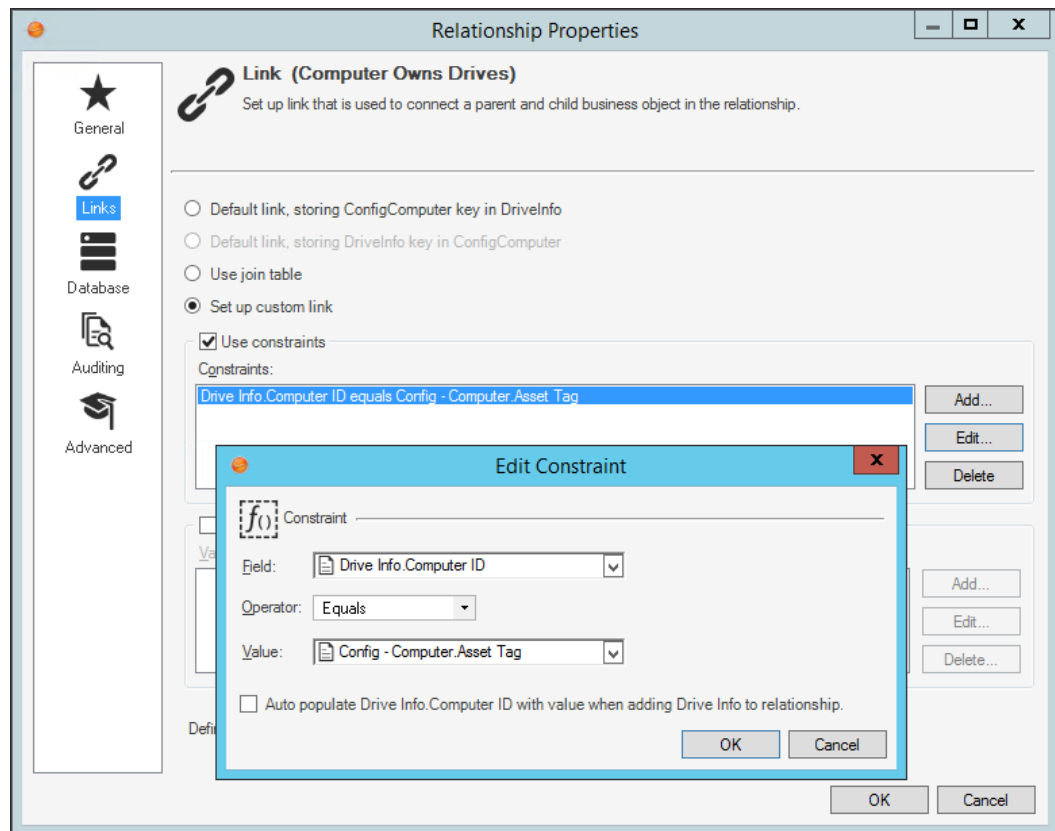 Relationship Properties
X
General
Links
Database
Auditing
Advanced
Link (Computer Owns Drives)
Set up link that is used to connect a parent and child business object in the relationship.
Default link, storing ConfigComputer key in DriveInfo
Default link, storing DriveInfo key in ConfigComputer
Use join table
Set up custom link
Use constraints
Constraints:
Drive Info.Computer ID equals Config - Computer.Asset Tag
Add...
Edit...
Delete
Edit Constraint
x
f()
Constraint
Field: Drive Info.Computer ID
Operator: Equals
Value: Config - Computer.Asset Tag
Auto populate Drive Info.Computer ID with value when adding Drive Info to relationship.
OK Cancel
Va
Add...
Edit...
Delete...
Defi
OK Cancel